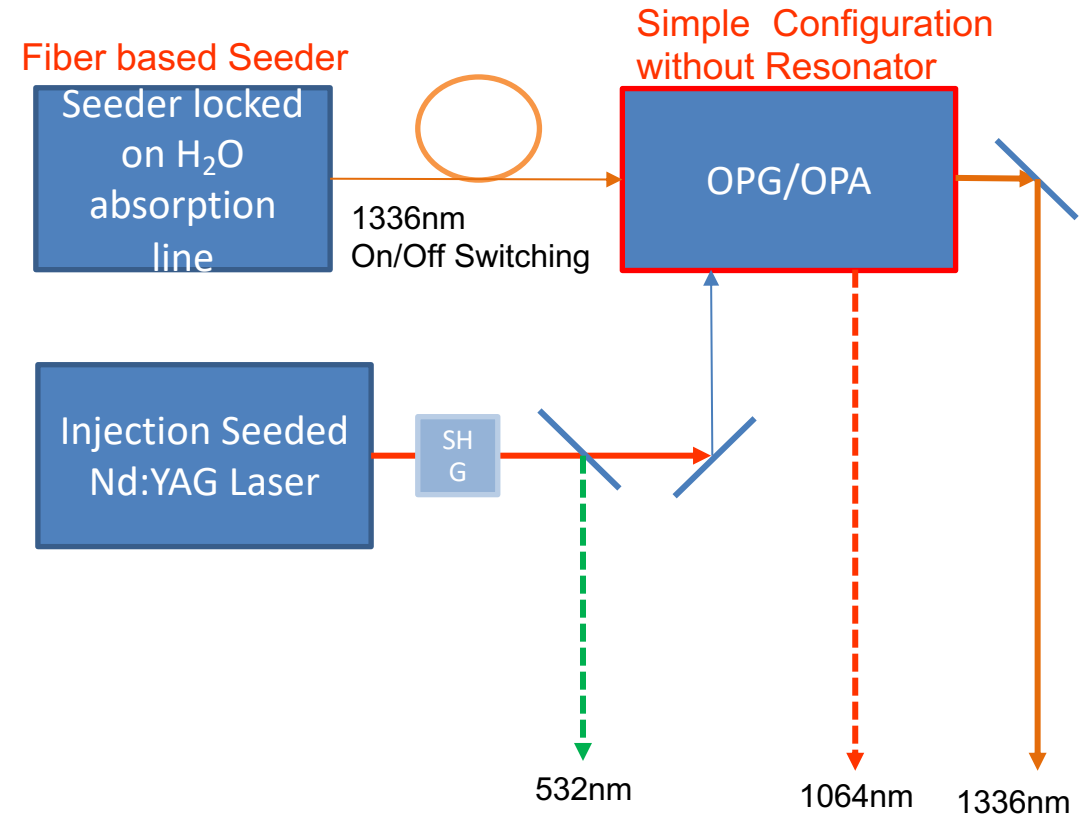 Fiber based Seeder
Seeder locked
on H₂O
absorption
line
1336nm
On/Off Switching
Simple Configuration
without Resonator
OPG/OPA
Injection Seeded
Nd:YAG Laser
SH
G
532nm
1064nm
1336nm